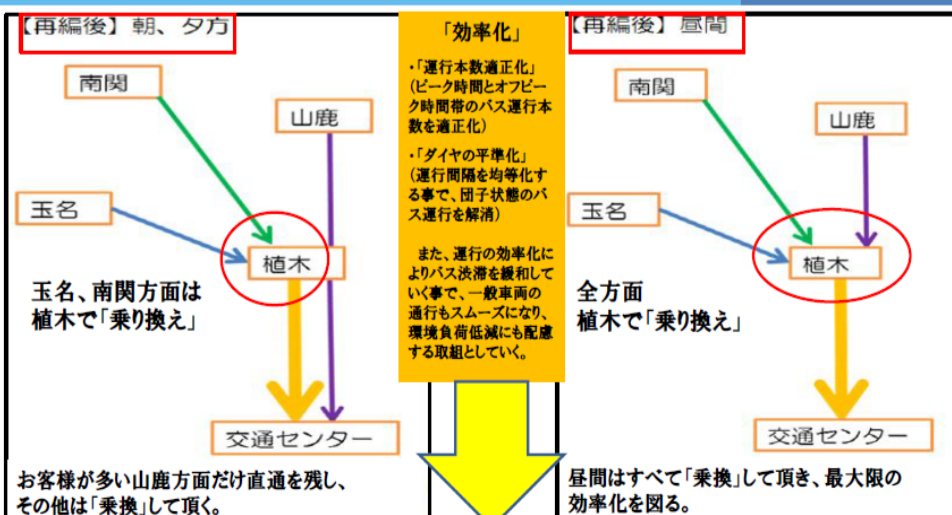 【再編後】朝、夕方
南関
山鹿
玉名
植木
玉名、南関方面は
植木で「乗り換え」
交通センター
お客様が多い山鹿方面だけ直通を残し、
その他は「乗換」して頂く。
「効率化」
・「運行本数適正化」
(ピーク時間とオフピー
ク時間帯のバス運行本
数を適正化)
・「ダイヤの平準化」
(運行間隔を均等化す
る事で、団子状態のバ
ス運行を解消)
また、運行の効率化に
よりバス渋滞を緩和して
いく事で、一般車両の
通行もスムーズになり、
環境負荷低減にも配慮
する取組としていく。
【再編後】昼間
南関
山鹿
玉名
植木
全方面
植木で「乗り換え」
交通センター
昼間はすべて「乗換」して頂き、最大限の
効率化を図る。